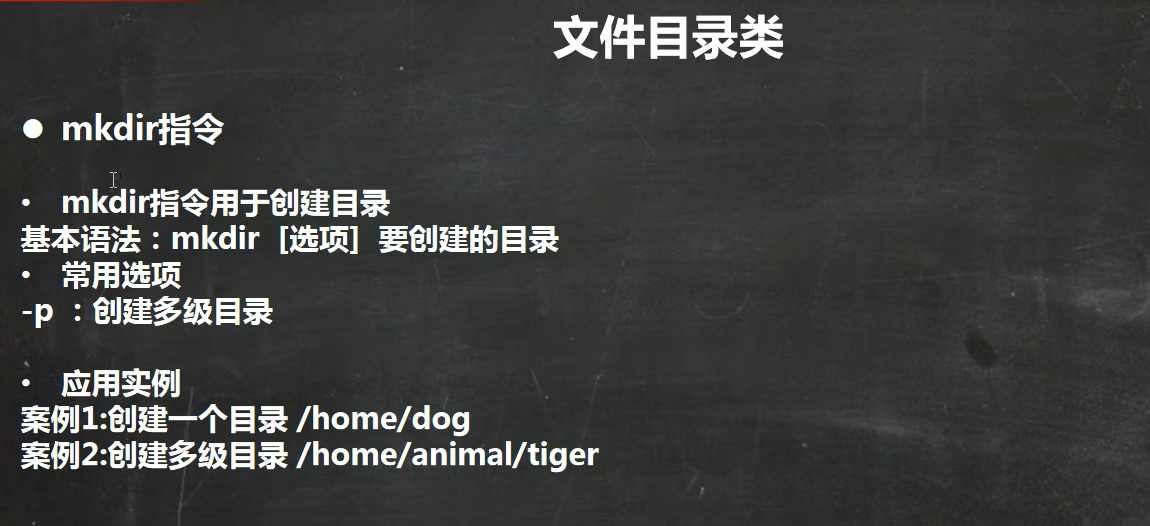 文件目录类
● mkdir指令
• mkdir指令用于创建目录
基本语法：mkdir [选项] 要创建的目录
• 常用选项
-p ：创建多级目录
• 应用实例
案例1:创建一个目录 /home/dog
案例2:创建多级目录 /home/animal/tiger